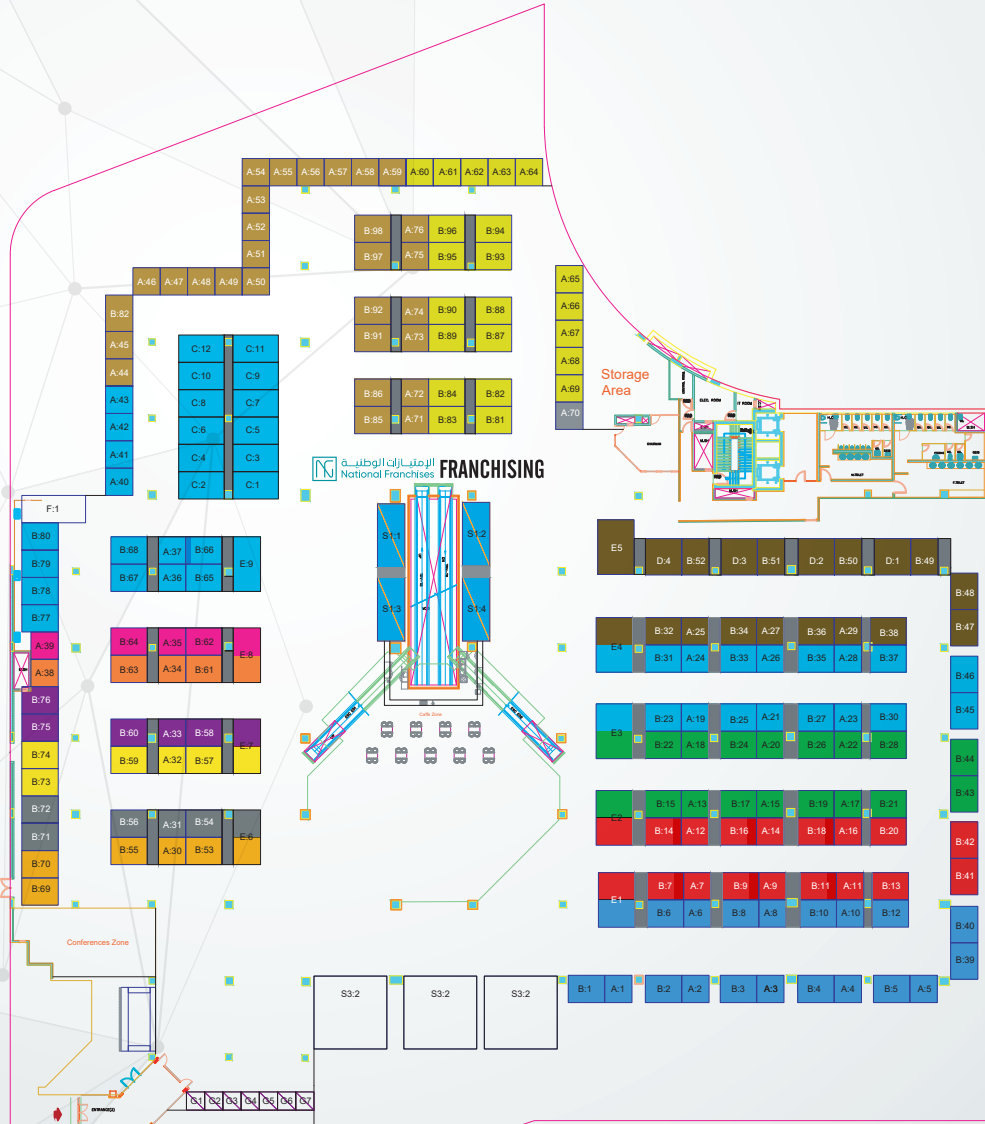 A:54 A:55 A:56 A:57 A:58 A:59 A:60 A:61 A:62 A:63 A:64
A:53
A:52
A:51
A:46 A:47 A:48 A:49 A:50
B:98 A:76 B:96 B:94
B:97 A:75 B:95 B:93
A:65
A:66
A:67
A:68
A:69
A:70
B:82
A:45
A:44
A:43
A:42
A:41
A:40
B:92 A:74 B:90 B:88
B:91 A:73 B:89 B:87
C:12 C:11
C:10 C:9
C:8 C:7
C:6 C:5
C:4 C:3
C:2 C:1
B:86 A:72 B:84 B:82
B:85 A:71 B:83 B:81
Storage
Area
ELEC. ROOM
الإمتيازات الوطنية
National Franchises
FRANCHISING
F:1
B:80
B:79
B:78
B:77
A:39
A:38
B:76
B:75
B:74
B:73
B:72
B:71
B:70
B:69
S1:1 S1:2
S1:3 S1:4
B:68 A:37 B:66 E:9
B:67 A:36 B:65
B:64 A:35 B:62 E:8
B:63 A:34 B:61
B:60 A:33 B:58 E:7
B:59 A:32 B:57
B:56 A:31 B:54 E:6
B:55 A:30 B:53
Caffe Zone
E5 D:4 B:52 D:3 B:51 D:2 B:50 D:1 B:49
B:48
B:47
B:46
B:45
B:44
B:43
B:42
B:41
B:40
B:39
E4 B:32 A:25 B:34 A:27 B:36 A:29 B:38
B:31 A:24 B:33 A:26 B:35 A:28 B:37
E3 B:23 A:19 B:25 A:21 B:27 A:23 B:30
B:22 A:18 B:24 A:20 B:26 A:22 B:28
E2 B:15 A:13 B:17 A:15 B:19 A:17 B:21
B:14 A:12 B:16 A:14 B:18 A:16 B:20
E1 B:7 A:7 B:9 A:9 B:11 A:11 B:13
B:6 A:6 B:8 A:8 B:10 A:10 B:12
Conferences Zone
S3:2 S3:2 S3:2
B:1 A:1 B:2 A:2 B:3 A:3 B:4 A:4 B:5 A:5
G1 G2 G3 G4 G5 G6 G7
ENTRANCE(2)